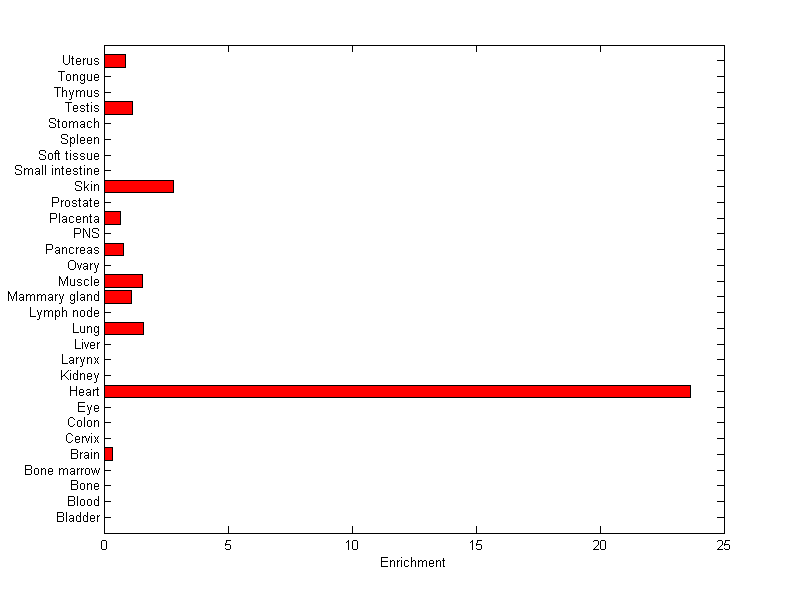 Uterus
Tongue
Thymus
Testis
Stomach
Spleen
Soft tissue
Small intestine
Skin
Prostate
Placenta
PNS
Pancreas
Ovary
Muscle
Mammary gland
Lymph node
Lung
Liver
Larynx
Kidney
Heart
Eye
Colon
Cervix
Brain
Bone marrow
Bone
Blood
Bladder
0 5 10 15 20 25
Enrichment